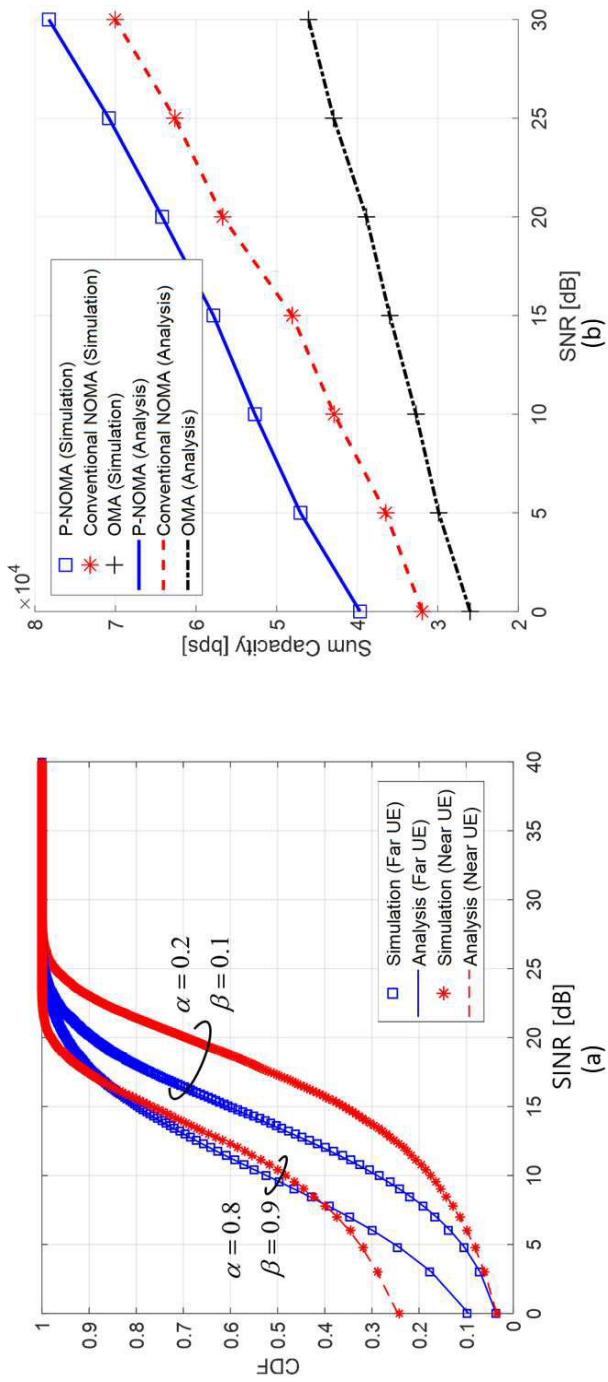 1
0.9
0.8
0.7
0.6
0.5
0.4
0.3
0.2
0.1
0
CDF
α = 0.2
β = 0.1
α = 0.8
β = 0.9
Simulation (Far UE)
Analysis (Far UE)
Simulation (Near UE)
Analysis (Near UE)
0 5 10 15 20 25 30 35 40
SINR [dB]
(a)
×10⁴
8
7
6
5
4
3
2
Sum Capacity [bps]
P-NOMA (Simulation)
Conventional NOMA (Simulation)
OMA (Simulation)
P-NOMA (Analysis)
Conventional NOMA (Analysis)
OMA (Analysis)
0 5 10 15 20 25 30
SNR [dB]
(b)